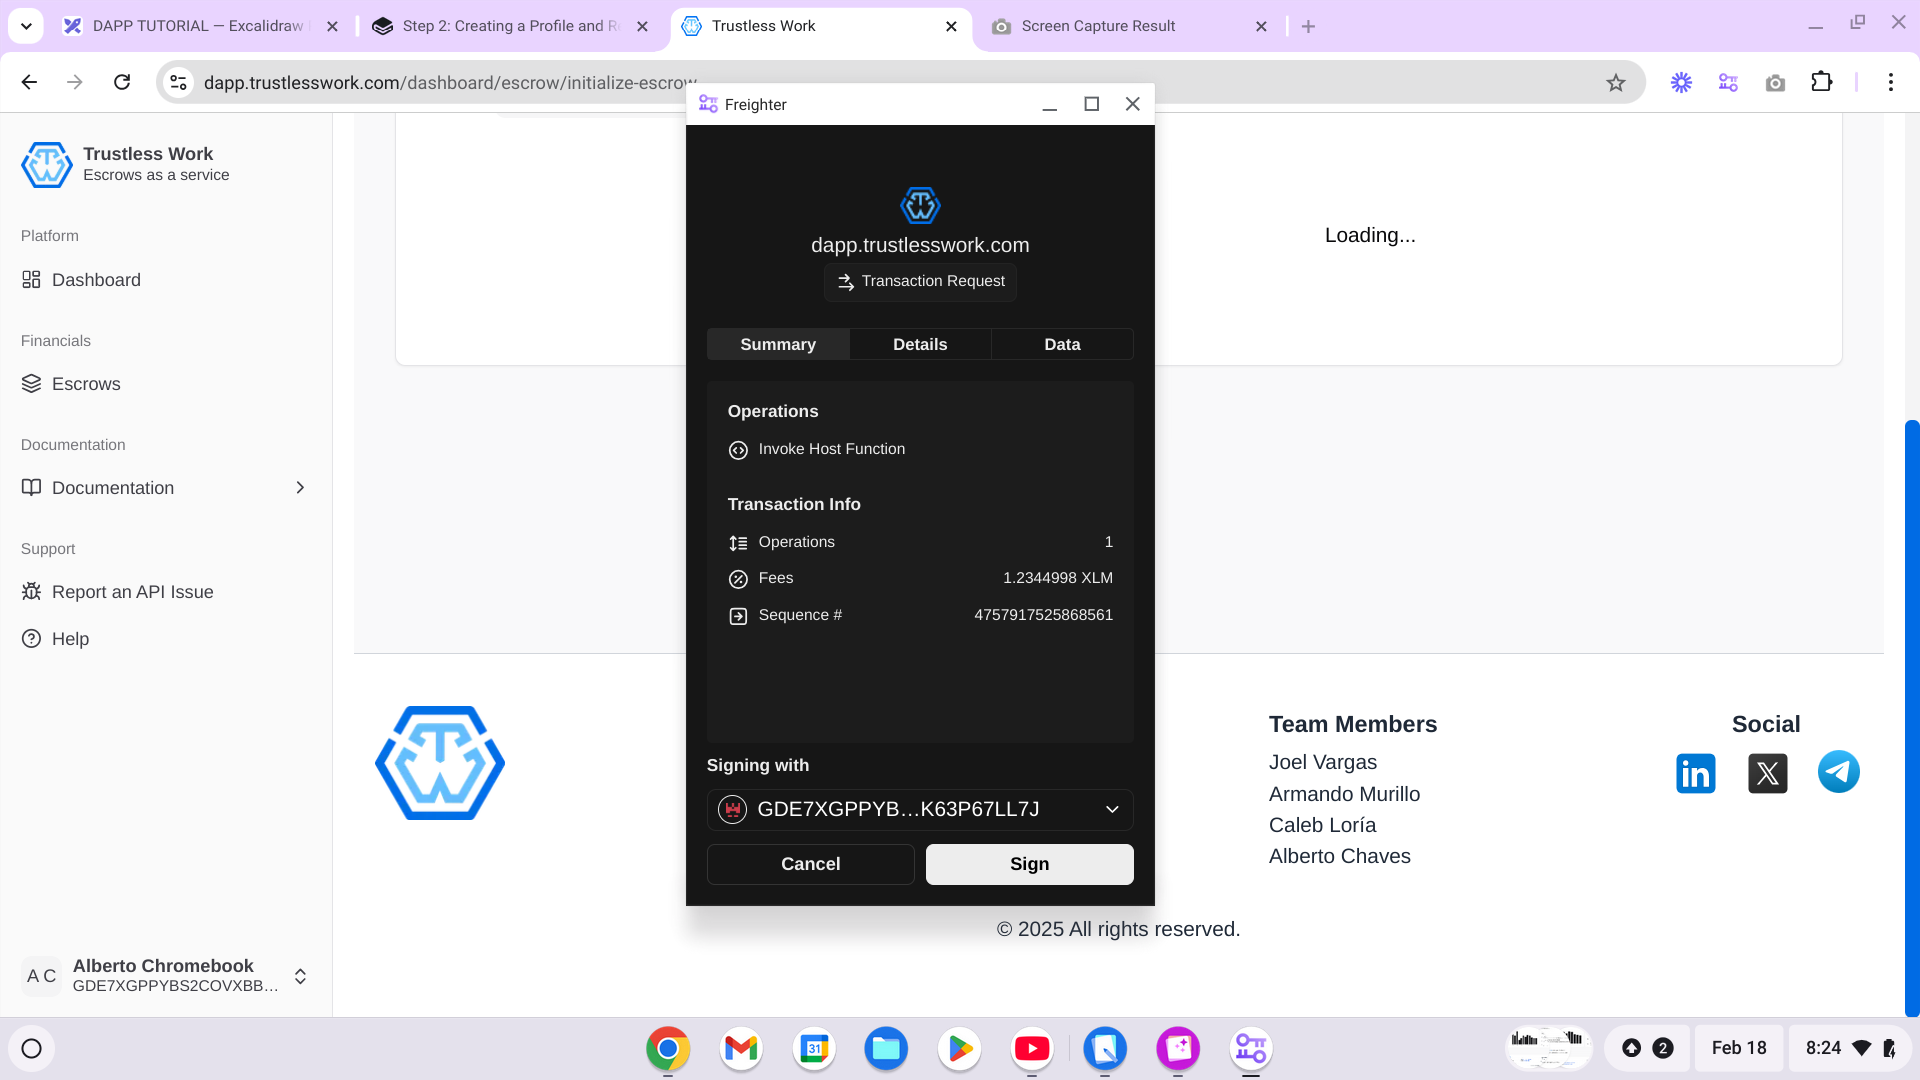 DAPP TUTORIAL — Excalidraw
Step 2: Creating a Profile and Re
Trustless Work
Screen Capture Result
dapp.trustlesswork.com/dashboard/escrow/initialize-escrow
Freighter
Trustless Work
Escrows as a service
Platform
Dashboard
Financials
Escrows
Documentation
Documentation
Support
Report an API Issue
Help
A C
Alberto Chromebook
GDE7XGPPYBS2COVXBB...
dapp.trustlesswork.com
Transaction Request
Summary
Details
Data
Operations
Invoke Host Function
Transaction Info
Operations 1
Fees 1.2344998 XLM
Sequence # 4757917525868561
Signing with
GDE7XGPPYB…K63P67LL7J
Cancel
Sign
Loading...
Team Members
Joel Vargas
Armando Murillo
Caleb Loría
Alberto Chaves
Social
© 2025 All rights reserved.
31
2
Feb 18
8:24